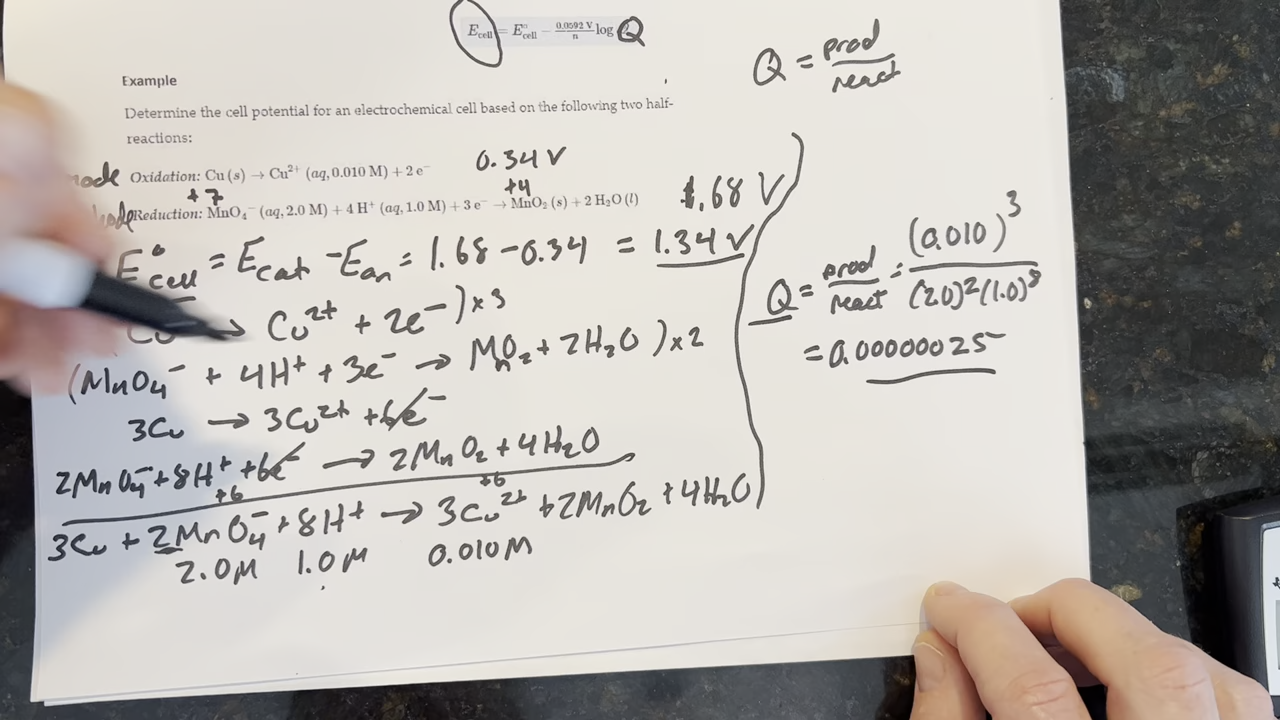 E_cell = E°_cell − 0.0592 V/n log Q
Q = prod/react
Example
Determine the cell potential for an electrochemical cell based on the following two half-
reactions:
0.34 V
ode Oxidation: Cu (s) → Cu²⁺ (aq, 0.010 M) + 2 e⁻
+7 +4
ode Reduction: MnO₄⁻ (aq, 2.0 M) + 4 H⁺ (aq, 1.0 M) + 3 e⁻ → MnO₂ (s) + 2 H₂O (l)
1.68 V
E°cell = Ecat - Ean = 1.68 - 0.34 = 1.34 V
Cu → Cu²⁺ + 2e⁻) x 3
(MnO₄⁻ + 4H⁺ + 3e⁻ → MnO₂ + 2H₂O) x 2
3Cu → 3Cu²⁺ + 6e⁻
2MnO₄⁻ + 8H⁺ + 6e⁻ → 2MnO₂ + 4H₂O
+6 +6
3Cu + 2MnO₄⁻ + 8H⁺ → 3Cu²⁺ + 2MnO₂ + 4H₂O
2.0M 1.0M 0.010M
Q = prod/react = (0.010)³/(2.0)²(1.0)⁸
= 0.00000025